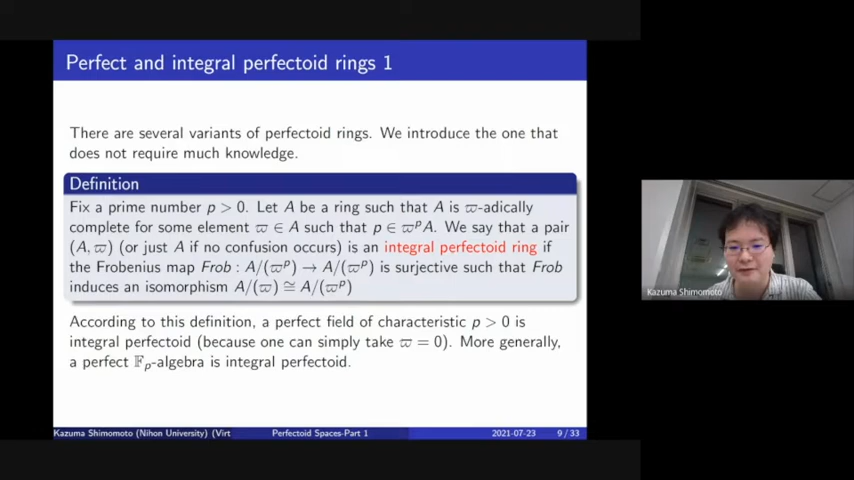 Perfect and integral perfectoid rings 1
There are several variants of perfectoid rings. We introduce the one that
does not require much knowledge.
Definition
Fix a prime number p > 0. Let A be a ring such that A is ϖ-adically
complete for some element ϖ ∈ A such that p ∈ ϖᵖA. We say that a pair
(A, ϖ) (or just A if no confusion occurs) is an integral perfectoid ring if
the Frobenius map Frob : A/(ϖᵖ) → A/(ϖᵖ) is surjective such that Frob
induces an isomorphism A/(ϖ) ≅ A/(ϖᵖ)
According to this definition, a perfect field of characteristic p > 0 is
integral perfectoid (because one can simply take ϖ = 0). More generally,
a perfect 𝔽ₚ-algebra is integral perfectoid.
Kazuma Shimomoto
Kazuma Shimomoto (Nihon University) (Virt Perfectoid Spaces-Part 1 2021-07-23 9 / 33